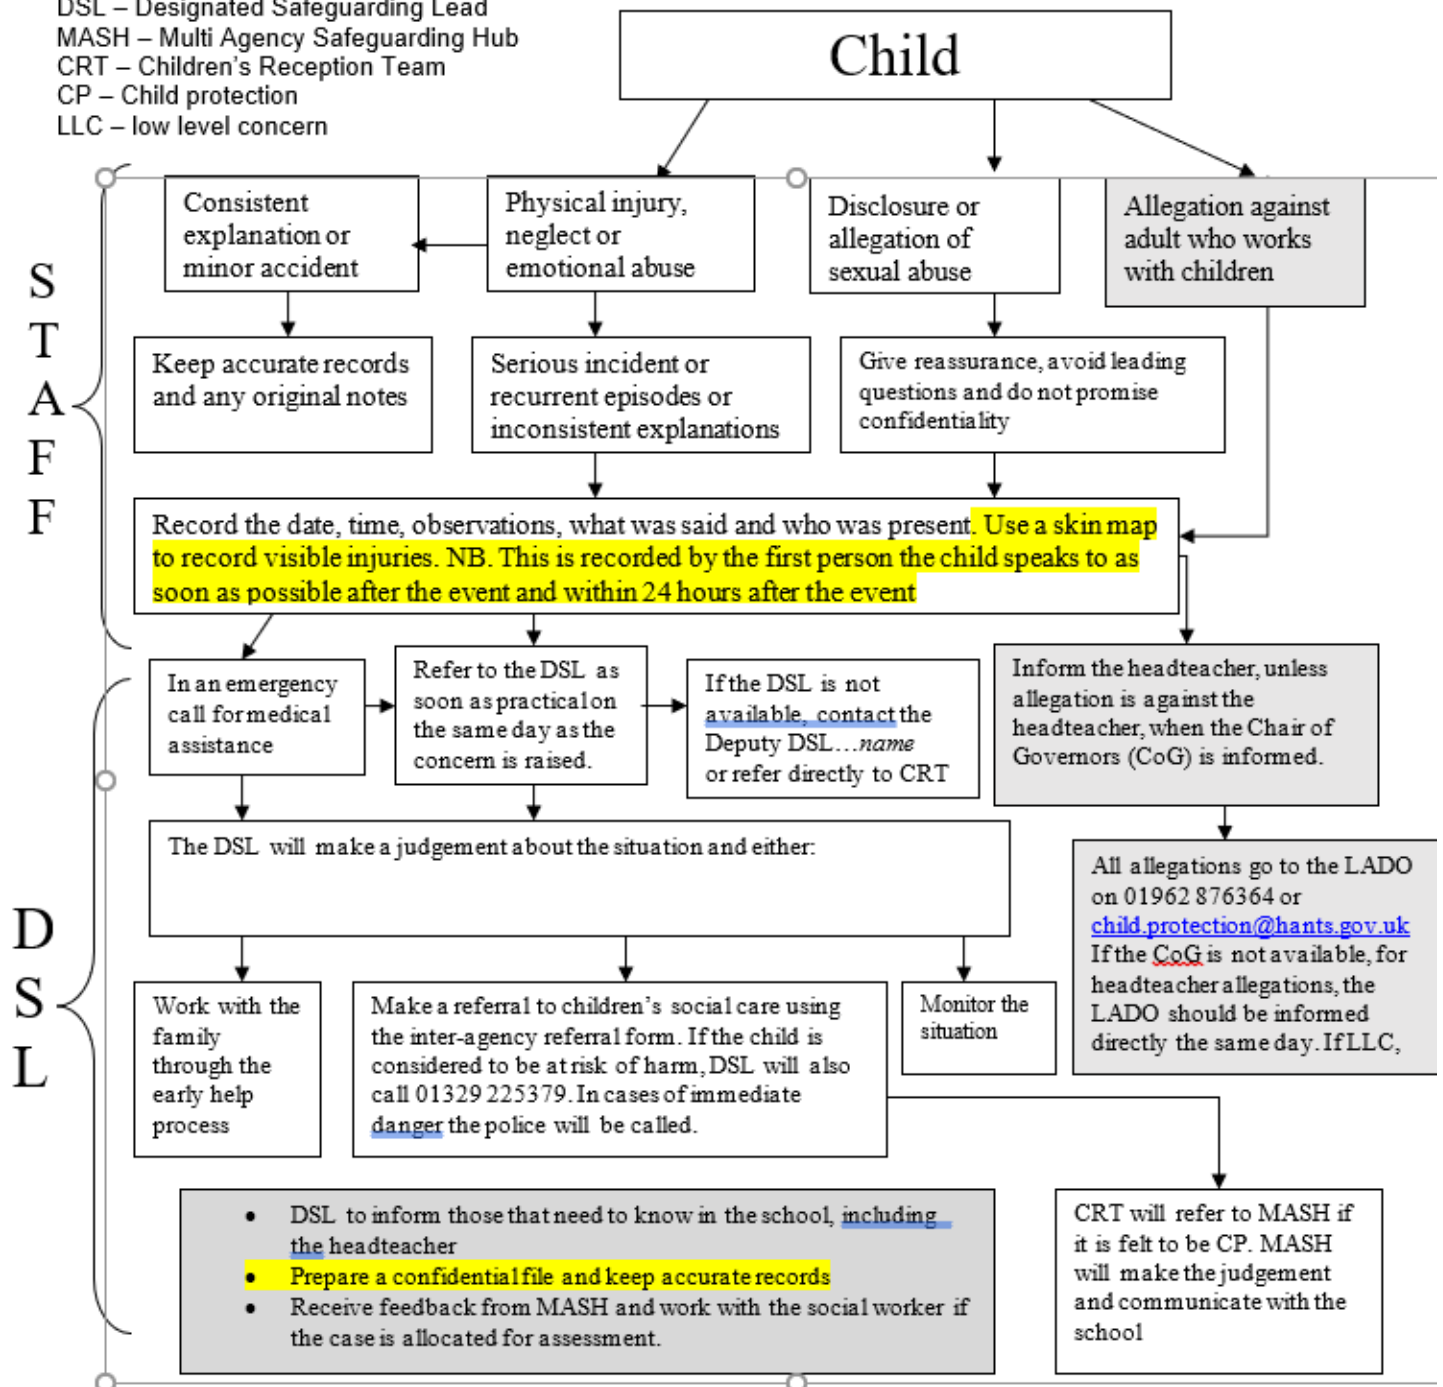 DSL – Designated Safeguarding Lead
MASH – Multi Agency Safeguarding Hub
CRT – Children's Reception Team
CP – Child protection
LLC – low level concern
Child
S
T
A
F
F
Consistent
explanation or
minor accident
Physical injury,
neglect or
emotional abuse
Disclosure or
allegation of
sexual abuse
Allegation against
adult who works
with children
Keep accurate records
and any original notes
Serious incident or
recurrent episodes or
inconsistent explanations
Give reassurance, avoid leading
questions and do not promise
confidentiality
Record the date, time, observations, what was said and who was present. Use a skin map
to record visible injuries. NB. This is recorded by the first person the child speaks to as
soon as possible after the event and within 24 hours after the event
D
S
L
In an emergency
call for medical
assistance
Refer to the DSL as
soon as practical on
the same day as the
concern is raised.
If the DSL is not
available, contact the
Deputy DSL...name
or refer directly to CRT
Inform the headteacher, unless
allegation is against the
headteacher, when the Chair of
Governors (CoG) is informed.
The DSL will make a judgement about the situation and either:
All allegations go to the LADO
on 01962 876364 or
child.protection@hants.gov.uk
If the CoG is not available, for
headteacher allegations, the
LADO should be informed
directly the same day. If LLC,
Work with the
family
through the
early help
process
Make a referral to children's social care using
the inter-agency referral form. If the child is
considered to be at risk of harm, DSL will also
call 01329 225379. In cases of immediate
danger the police will be called.
Monitor the
situation
• DSL to inform those that need to know in the school, including
the headteacher
• Prepare a confidential file and keep accurate records
• Receive feedback from MASH and work with the social worker if
the case is allocated for assessment.
CRT will refer to MASH if
it is felt to be CP. MASH
will make the judgement
and communicate with the
school